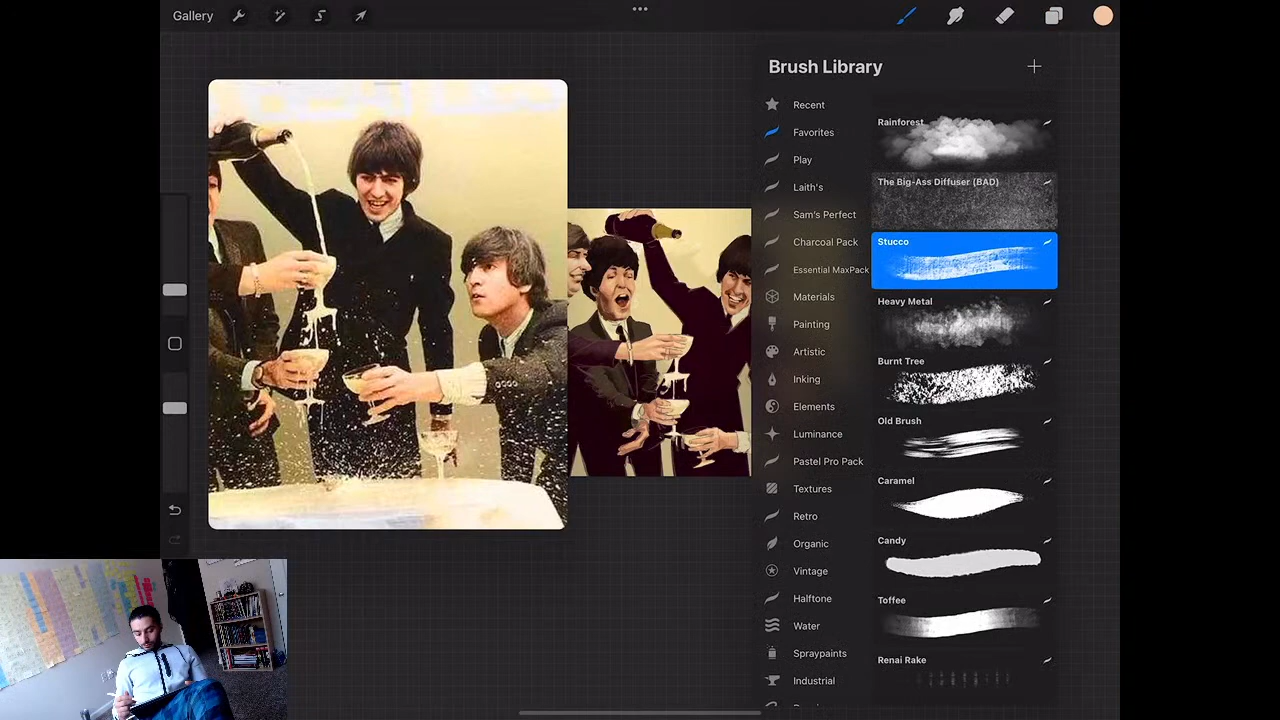 Gallery
Brush Library
Recent
Favorites
Play
Laith's
Sam's Perfect
Charcoal Pack
Essential MaxPack
Materials
Painting
Artistic
Inking
Elements
Luminance
Pastel Pro Pack
Textures
Retro
Organic
Vintage
Halftone
Water
Spraypaints
Industrial
Rainforest
The Big-Ass Diffuser (BAD)
Stucco
Heavy Metal
Burnt Tree
Old Brush
Caramel
Candy
Toffee
Renai Rake